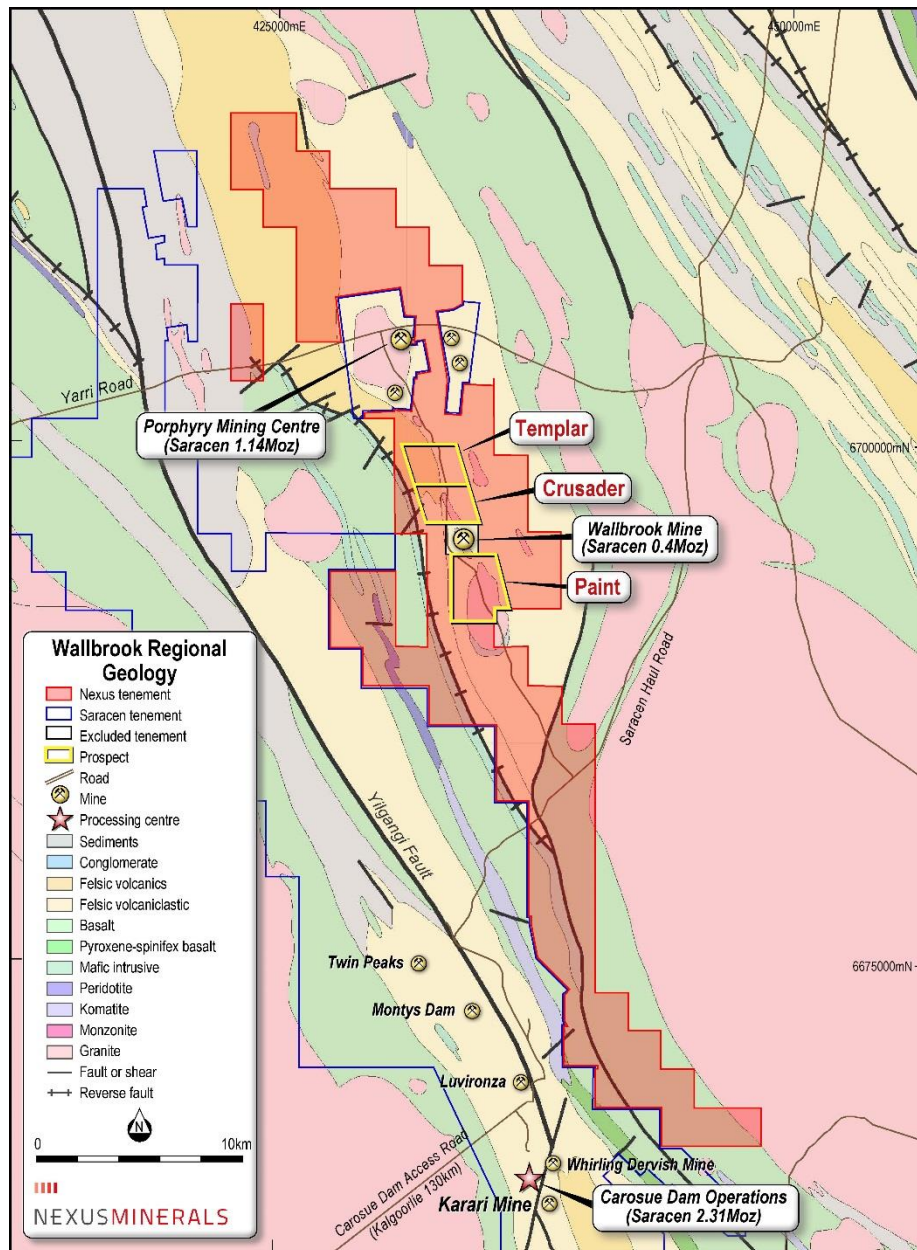 425000mE
450000mE
Yarri Road
Porphyry Mining Centre
(Saracen 1.14Moz)
Templar
6700000mN
Crusader
Wallbrook Mine
(Saracen 0.4Moz)
Paint
Saracen Haul Road
Yilgangi Fault
6675000mN
Twin Peaks
Montys Dam
Luvironza
Carosue Dam Access Road
(Kalgoorlie 130km)
Whirling Dervish Mine
Karari Mine
Carosue Dam Operations
(Saracen 2.31Moz)
Wallbrook Regional
Geology
Nexus tenement
Saracen tenement
Excluded tenement
Prospect
Road
Mine
Processing centre
Sediments
Conglomerate
Felsic volcanics
Felsic volcaniclastic
Basalt
Pyroxene-spinifex basalt
Mafic intrusive
Peridotite
Komatite
Monzonite
Granite
Fault or shear
Reverse fault
N
0 10km
NEXUSMINERALS